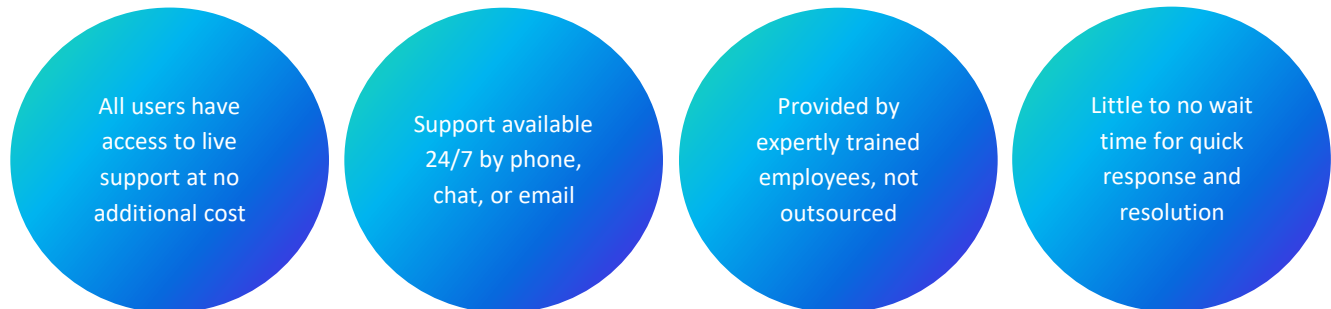 All users have
access to live
support at no
additional cost
Support available
24/7 by phone,
chat, or email
Provided by
expertly trained
employees, not
outsourced
Little to no wait
time for quick
response and
resolution